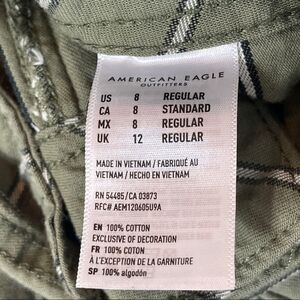 AMERICAN EAGLE
OUTFITTERS
US 8 REGULAR
CA 8 STANDARD
MX 8 REGULAR
UK 12 REGULAR
MADE IN VIETNAM / FABRIQUÉ AU
VIETNAM / HECHO EN VIETNAM
RN 54485/CA 03873
RFC# AEM120605U9A
EN 100% COTTON
EXCLUSIVE OF DECORATION
FR 100% COTON
À L'EXCEPTION DE LA GARNITURE
SP 100% algodón